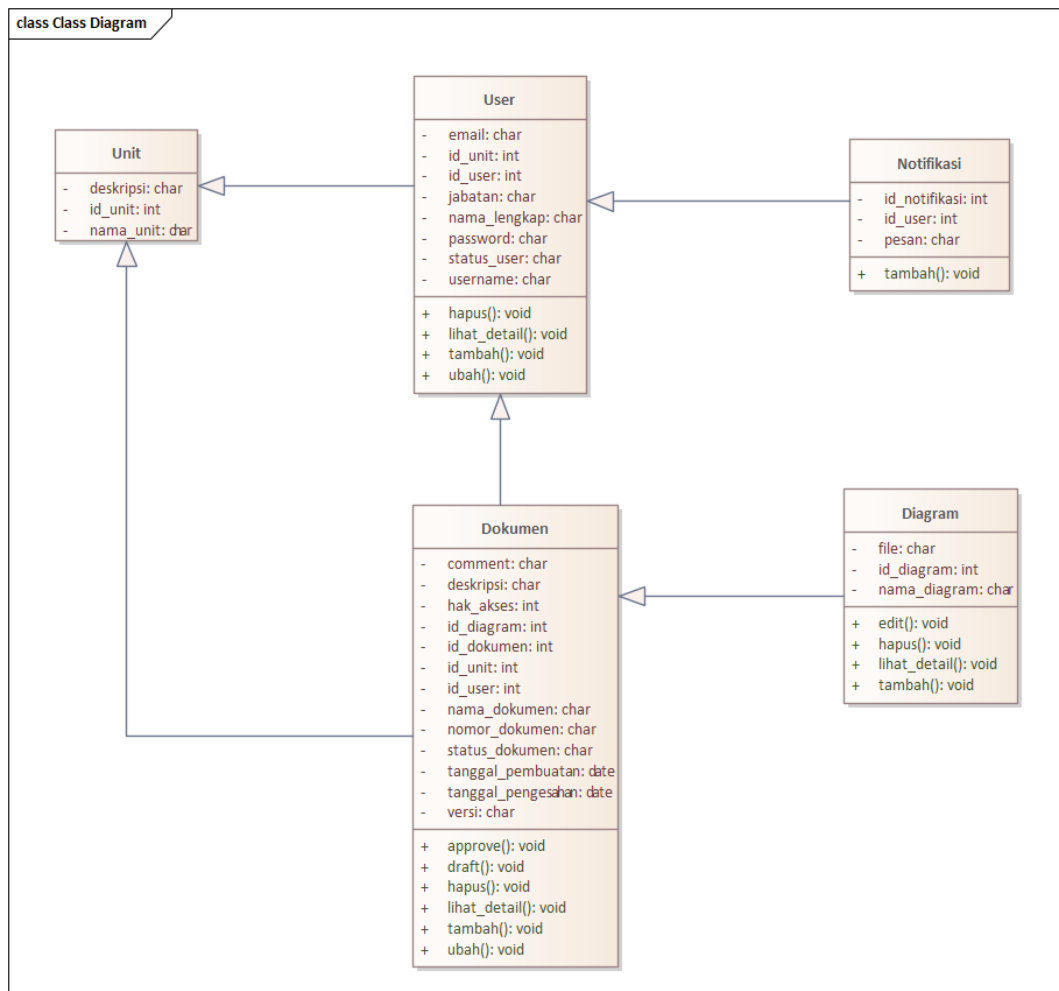 class Class Diagram
Unit
- deskripsi: char
- id_unit: int
- nama_unit: char
User
- email: char
- id_unit: int
- id_user: int
- jabatan: char
- nama_lengkap: char
- password: char
- status_user: char
- username: char
+ hapus(): void
+ lihat_detail(): void
+ tambah(): void
+ ubah(): void
Notifikasi
- id_notifikasi: int
- id_user: int
- pesan: char
+ tambah(): void
Dokumen
- comment: char
- deskripsi: char
- hak_akses: int
- id_diagram: int
- id_dokumen: int
- id_unit: int
- id_user: int
- nama_dokumen: char
- nomor_dokumen: char
- status_dokumen: char
- tanggal_pembuatan: date
- tanggal_pengesahan: date
- versi: char
+ approve(): void
+ draft(): void
+ hapus(): void
+ lihat_detail(): void
+ tambah(): void
+ ubah(): void
Diagram
- file: char
- id_diagram: int
- nama_diagram: char
+ edit(): void
+ hapus(): void
+ lihat_detail(): void
+ tambah(): void